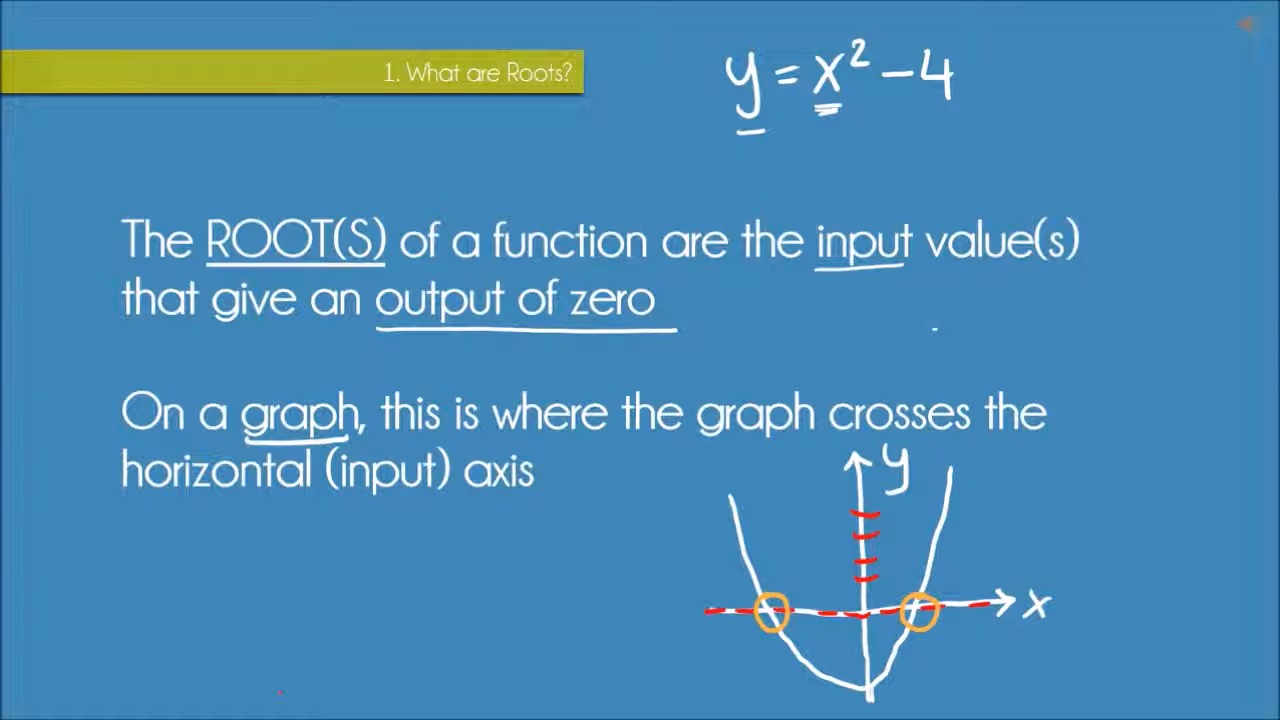 1. What are Roots?
y = x² - 4
The ROOT(S) of a function are the input value(s)
that give an output of zero
On a graph, this is where the graph crosses the
horizontal (input) axis
y
x